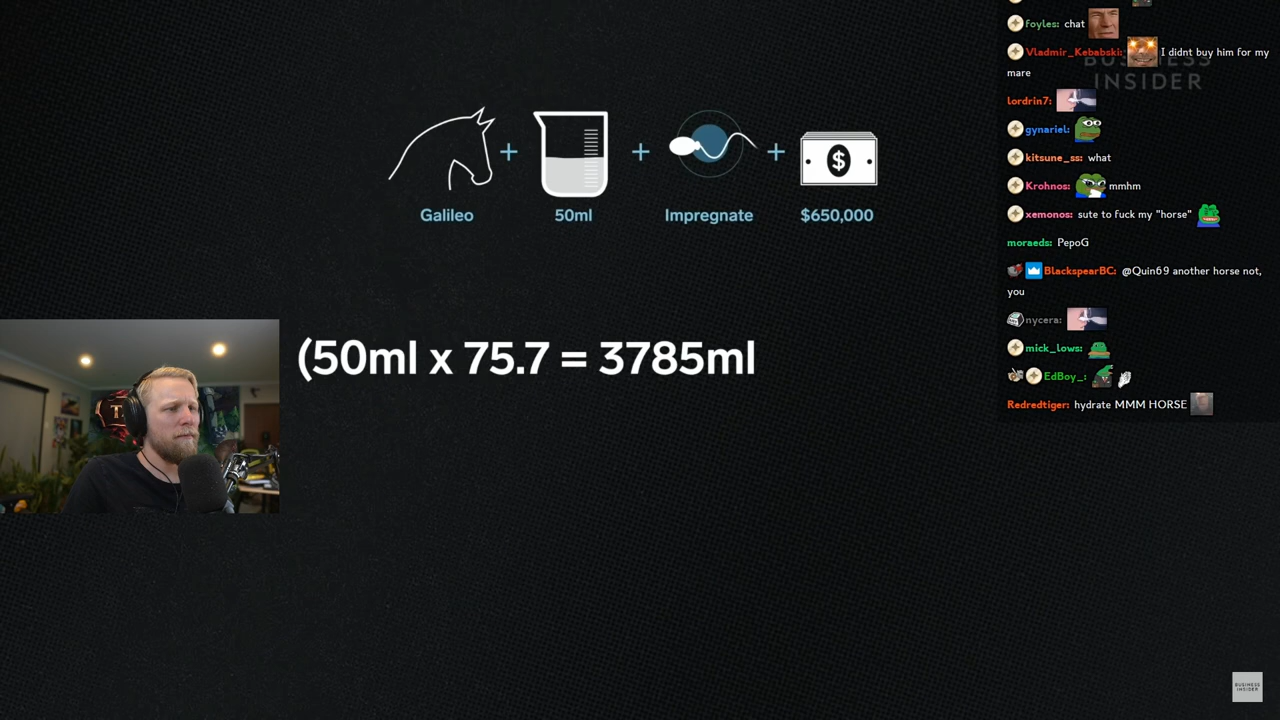 Galileo
50ml
Impregnate
$650,000
(50ml x 75.7 = 3785ml
BUSINESS
INSIDER
foyles: chat
Vladmir_Kebabski: I didnt buy him for my
mare
lordrin7:
gynariel:
kitsune_ss: what
Krohnos: mmhm
xemonos: sute to fuck my "horse"
moraeds: PepoG
BlackspearBC: @Quin69 another horse not,
you
nycera:
mick_lows:
EdBoy_:
Redredtiger: hydrate MMM HORSE
BUSINESS
INSIDER